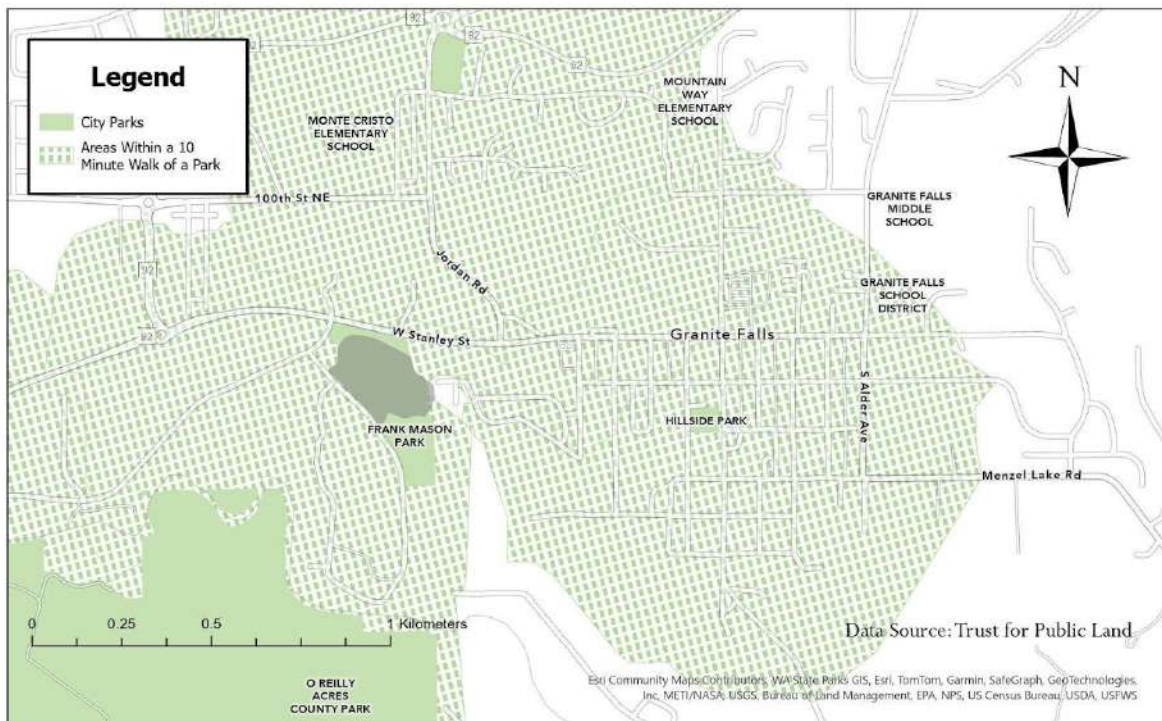 Legend
City Parks
Areas Within a 10
Minute Walk of a Park
92
92
92
MONTE CRISTO
ELEMENTARY
SCHOOL
MOUNTAIN
WAY
ELEMENTARY
SCHOOL
N
100th St NE
GRANITE FALLS
MIDDLE
SCHOOL
92
Jordan Rd
GRANITE FALLS
SCHOOL
DISTRICT
92
W Stanley St
Granite Falls
S Alder Ave
FRANK MASON
PARK
HILLSIDE PARK
Menzel Lake Rd
0
0.25
0.5
1 Kilometers
Data Source: Trust for Public Land
O REILLY
ACRES
COUNTY PARK
Esri Community Maps Contributors, WA State Parks GIS, Esri, TomTom, Garmin, SafeGraph, GeoTechnologies,
Inc, METI/NASA, USGS, Bureau of Land Management, EPA, NPS, US Census Bureau, USDA, USFWS